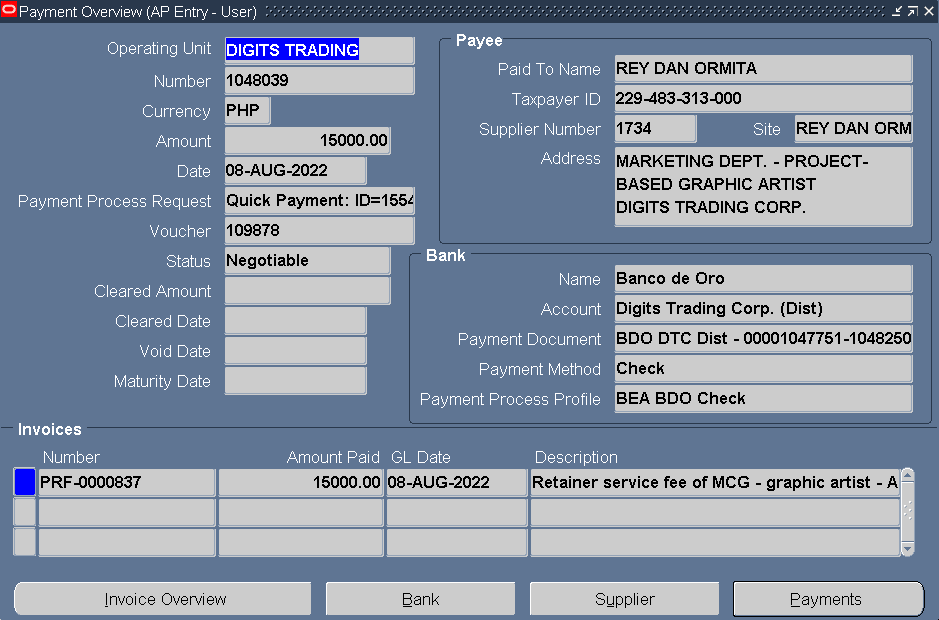 Payment Overview (AP Entry - User)
Operating Unit DIGITS TRADING
Number 1048039
Currency PHP
Amount 15000.00
Date 08-AUG-2022
Payment Process Request Quick Payment: ID=1554
Voucher 109878
Status Negotiable
Cleared Amount
Cleared Date
Void Date
Maturity Date
Payee
Paid To Name REY DAN ORMITA
Taxpayer ID 229-483-313-000
Supplier Number 1734 Site REY DAN ORM
Address MARKETING DEPT. - PROJECT-
BASED GRAPHIC ARTIST
DIGITS TRADING CORP.
Bank
Name Banco de Oro
Account Digits Trading Corp. (Dist)
Payment Document BDO DTC Dist - 00001047751-1048250
Payment Method Check
Payment Process Profile BEA BDO Check
Invoices
Number Amount Paid GL Date Description
PRF-0000837 15000.00 08-AUG-2022 Retainer service fee of MCG - graphic artist - A
Invoice Overview Bank Supplier Payments